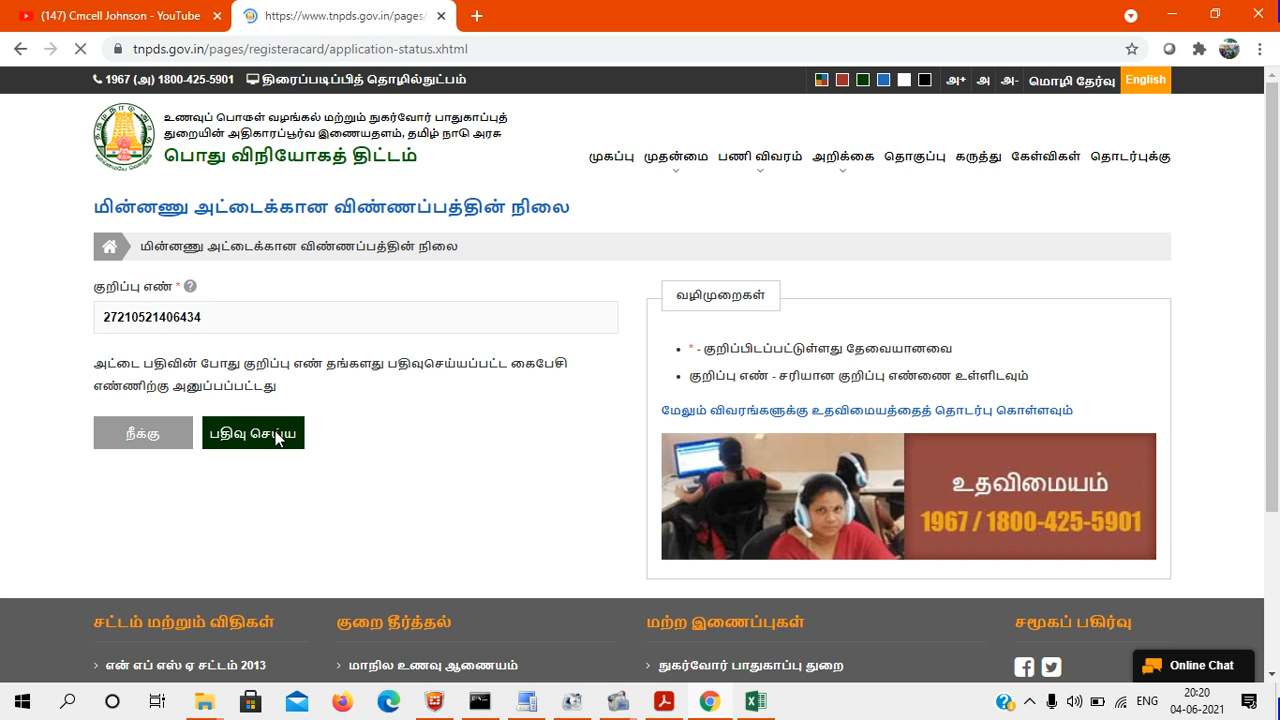 (147) Cmcell Johnson - YouTube
https://www.tnpds.gov.in/pages/
tnpds.gov.in/pages/registeracard/application-status.xhtml
1967 (அ) 1800-425-5901 திரைப்படிப்பித் தொழில்நுட்பம்
அ+ அ அ- மொழி தேர்வு English
உணவுப் பொருள் வழங்கல் மற்றும் நுகர்வோர் பாதுகாப்புத்
துறையின் அதிகாரப்பூர்வ இணையதளம், தமிழ் நாடு அரசு
பொது விநியோகத் திட்டம்
முகப்பு முதன்மை பணி விவரம் அறிக்கை தொகுப்பு கருத்து கேள்விகள் தொடர்புக்கு
மின்னணு அட்டைக்கான விண்ணப்பத்தின் நிலை
மின்னணு அட்டைக்கான விண்ணப்பத்தின் நிலை
குறிப்பு எண் * ?
27210521406434
அட்டை பதிவின் போது குறிப்பு எண் தங்களது பதிவுசெய்யப்பட்ட கைபேசி
எண்ணிற்கு அனுப்பப்பட்டது
நீக்கு பதிவு செய்ய
வழிமுறைகள்
* - குறிப்பிடப்பட்டுள்ளது தேவையானவை
குறிப்பு எண் - சரியான குறிப்பு எண்ணை உள்ளிடவும்
மேலும் விவரங்களுக்கு உதவிமையத்தைத் தொடர்பு கொள்ளவும்
உதவிமையம்
1967 / 1800-425-5901
சட்டம் மற்றும் விதிகள் குறை தீர்த்தல் மற்ற இணைப்புகள் சமூகப் பகிர்வு
என் எப் எஸ் ஏ சட்டம் 2013 மாநில உணவு ஆணையம் நுகர்வோர் பாதுகாப்பு துறை
Online Chat
ENG
20:20
04-06-2021